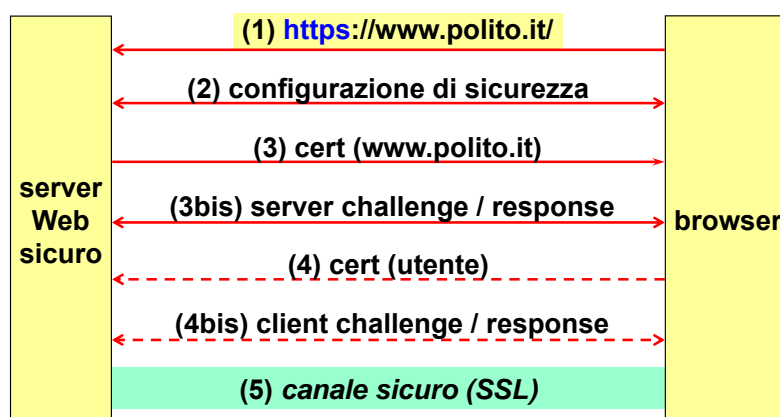 (1) https://www.polito.it/
(2) configurazione di sicurezza
(3) cert (www.polito.it)
server
Web
sicuro
(3bis) server challenge / response
browser
(4) cert (utente)
(4bis) client challenge / response
(5) canale sicuro (SSL)